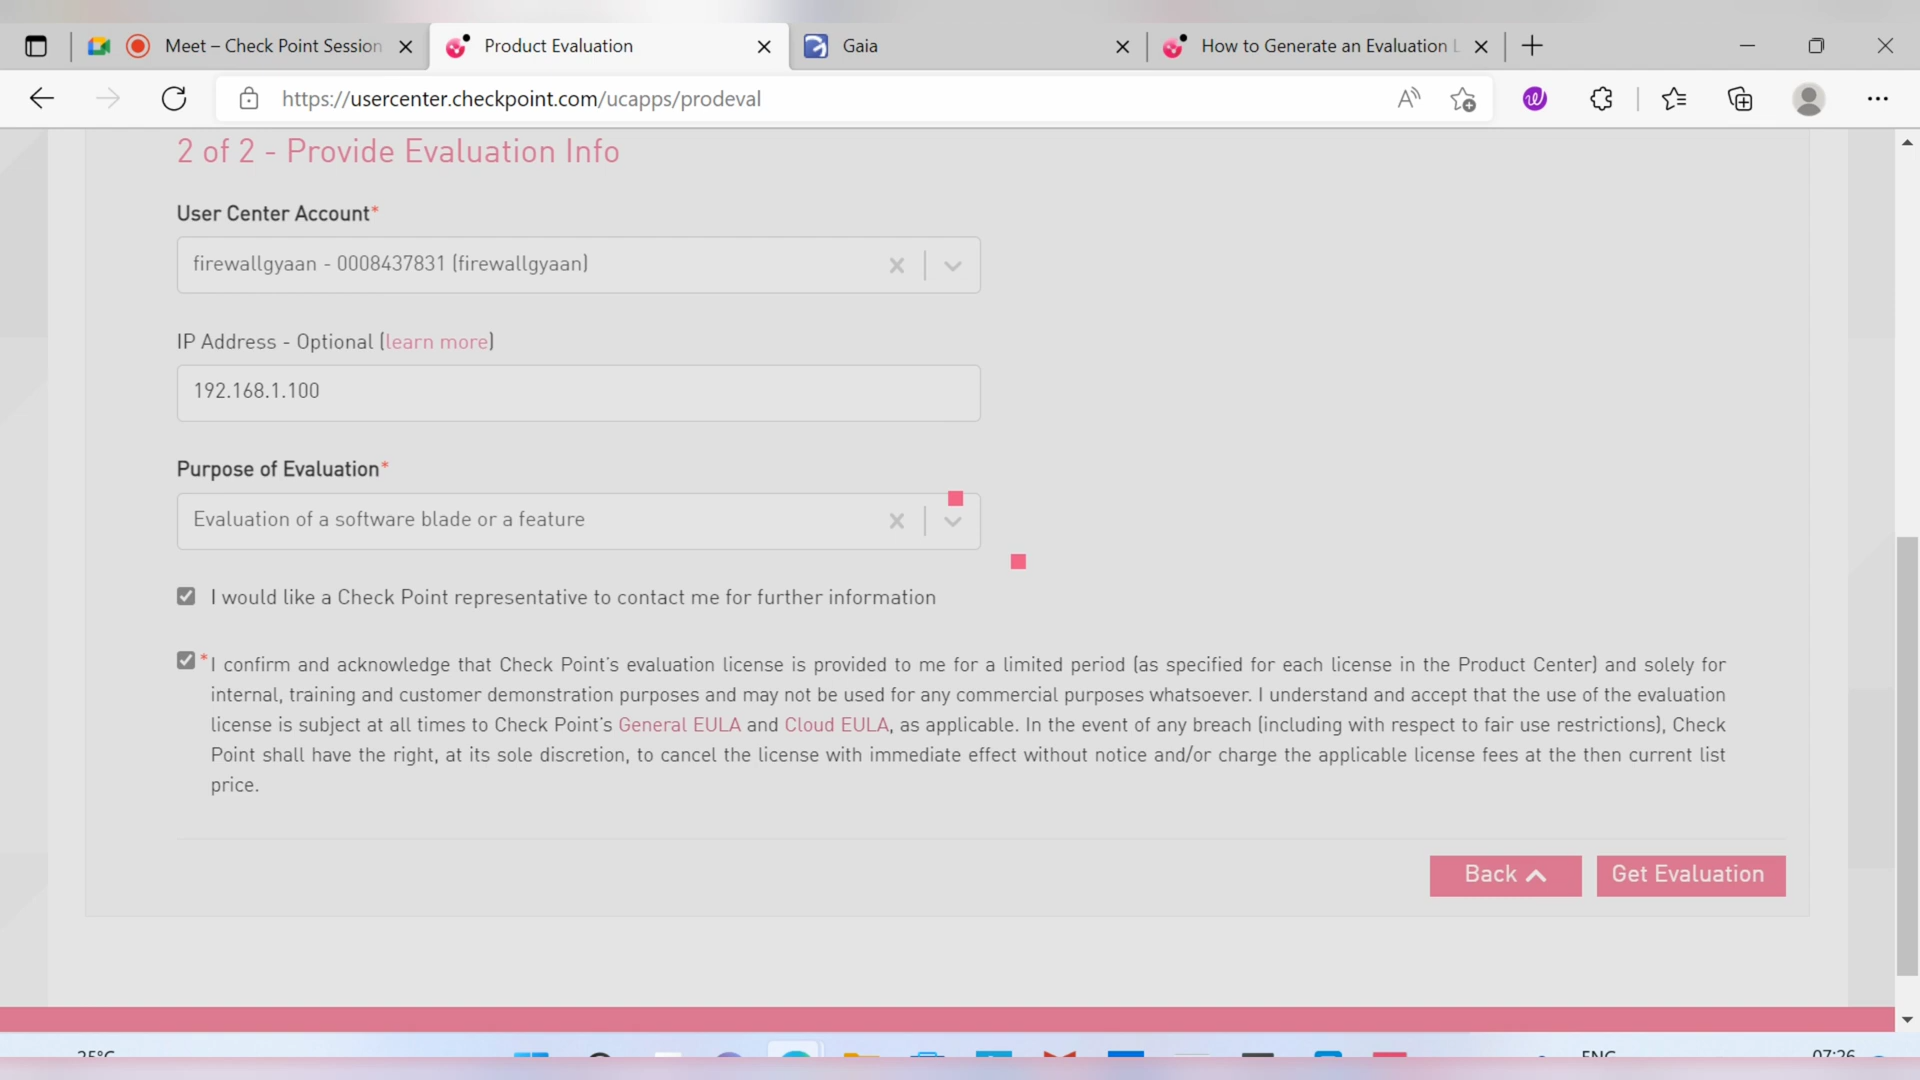 Meet – Check Point Session
Product Evaluation
Gaia
How to Generate an Evaluation L
https://usercenter.checkpoint.com/ucapps/prodeval
2 of 2 - Provide Evaluation Info
User Center Account*
firewallgyaan - 0008437831 (firewallgyaan)
IP Address - Optional (learn more)
192.168.1.100
Purpose of Evaluation*
Evaluation of a software blade or a feature
I would like a Check Point representative to contact me for further information
*I confirm and acknowledge that Check Point's evaluation license is provided to me for a limited period (as specified for each license in the Product Center) and solely for
internal, training and customer demonstration purposes and may not be used for any commercial purposes whatsoever. I understand and accept that the use of the evaluation
license is subject at all times to Check Point's General EULA and Cloud EULA, as applicable. In the event of any breach (including with respect to fair use restrictions), Check
Point shall have the right, at its sole discretion, to cancel the license with immediate effect without notice and/or charge the applicable license fees at the then current list
price.
Back
Get Evaluation
25°C
ENG
07:26